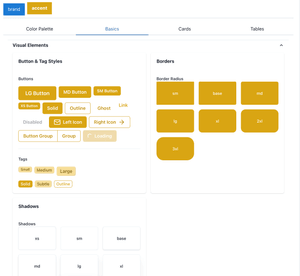 brand accent
Color Palette Basics Cards Tables
Visual Elements
Button & Tag Styles
Buttons
LG Button MD Button SM Button
XS Button Solid Outline Ghost Link
Disabled Left Icon Right Icon
Button Group Group Loading
Tags
Small Medium Large
Solid Subtle Outline
Borders
Border Radius
sm base md
lg xl 2xl
3xl
Shadows
Shadows
xs sm base
md lg xl